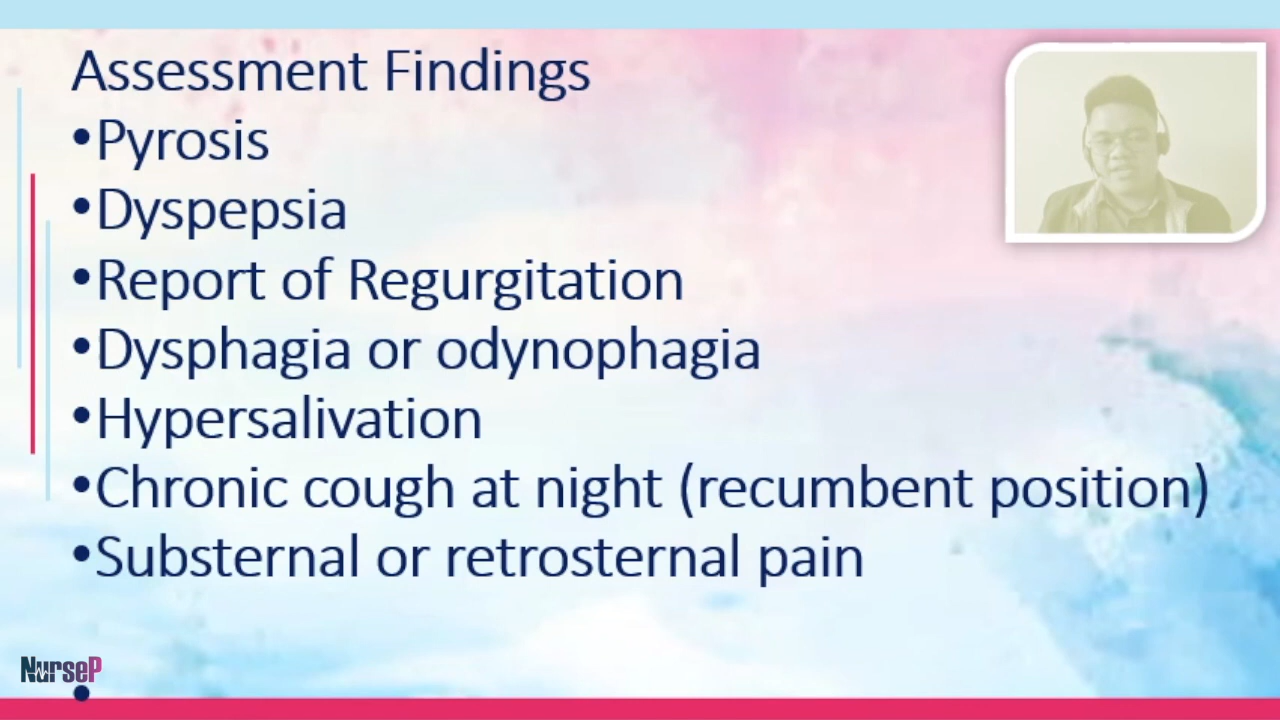 Assessment Findings
•Pyrosis
•Dyspepsia
•Report of Regurgitation
•Dysphagia or odynophagia
•Hypersalivation
•Chronic cough at night (recumbent position)
•Substernal or retrosternal pain
NurseP